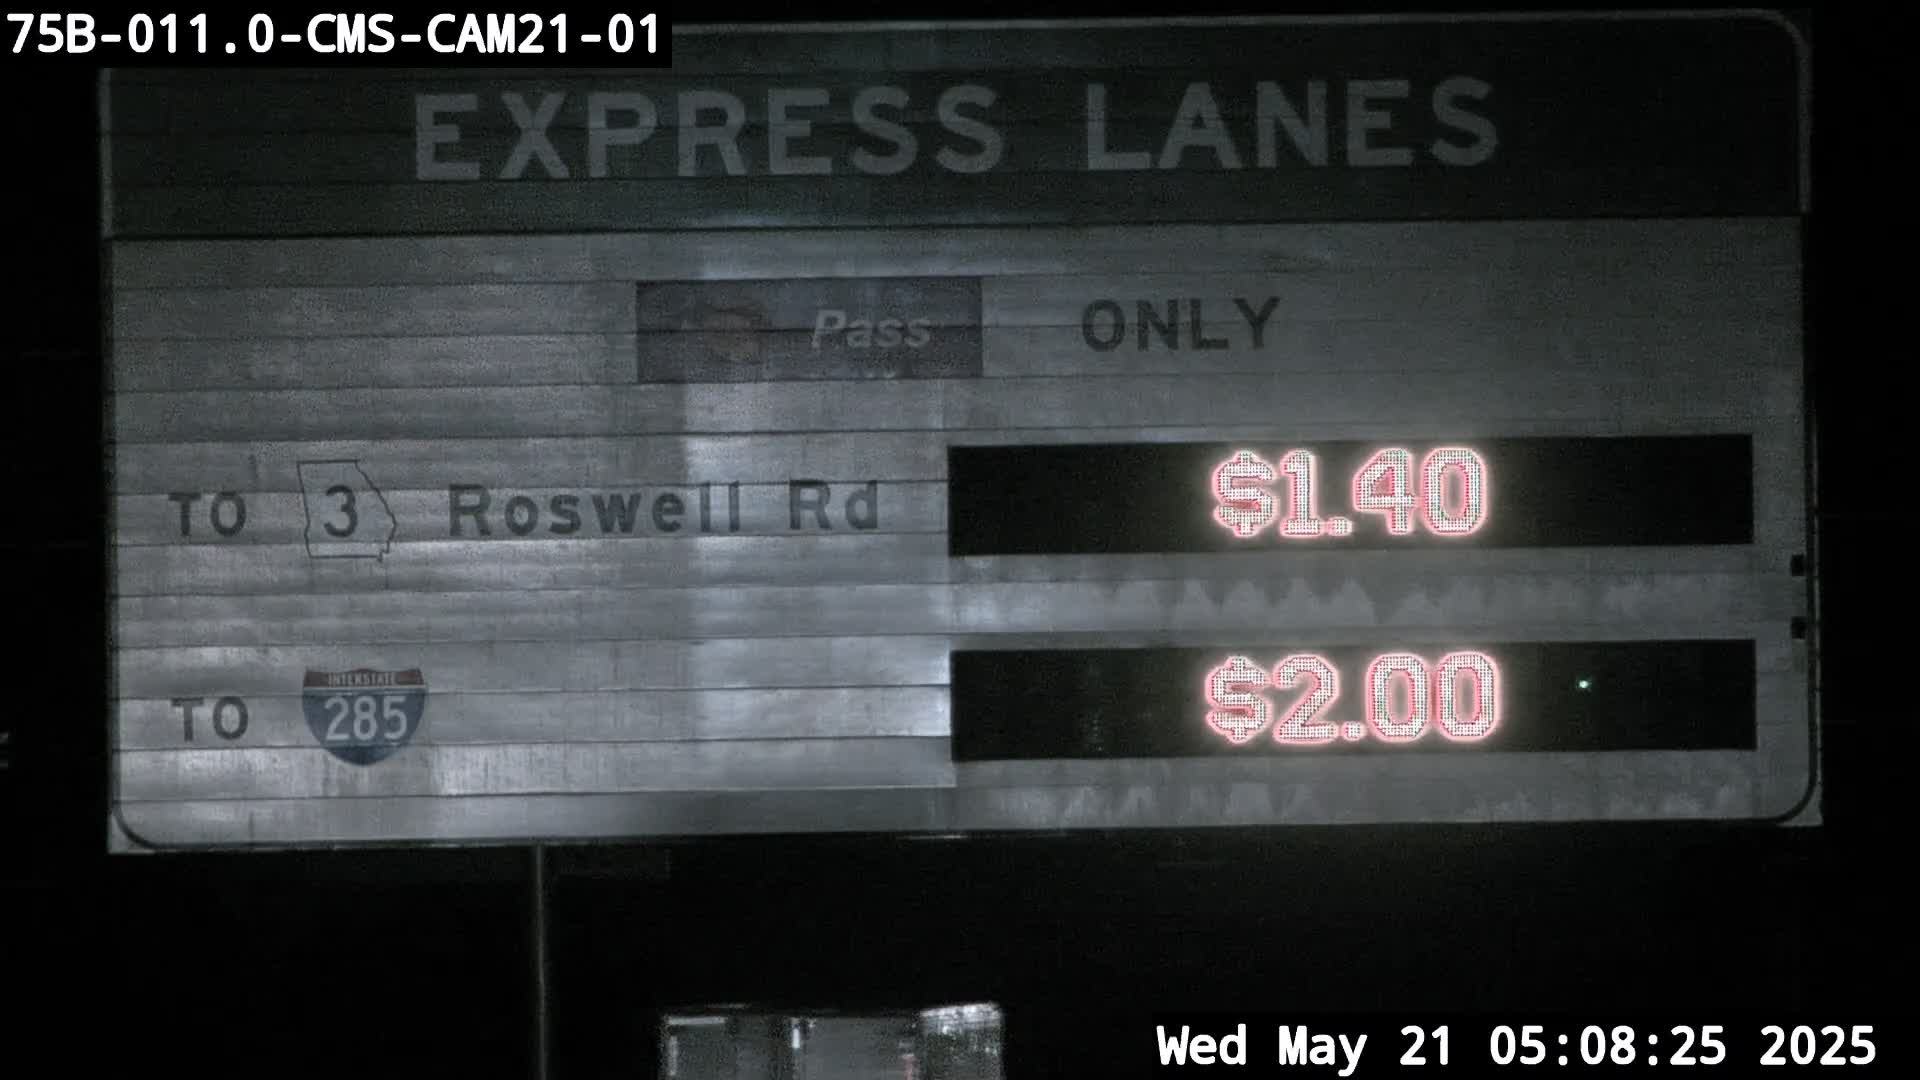 75B-011.0-CMS-CAM21-01
EXPRESS LANES
Pass ONLY
TO 3 Roswell Rd $1.40
INTERSTATE
TO 285 $2.00
Wed May 21 05:08:25 2025